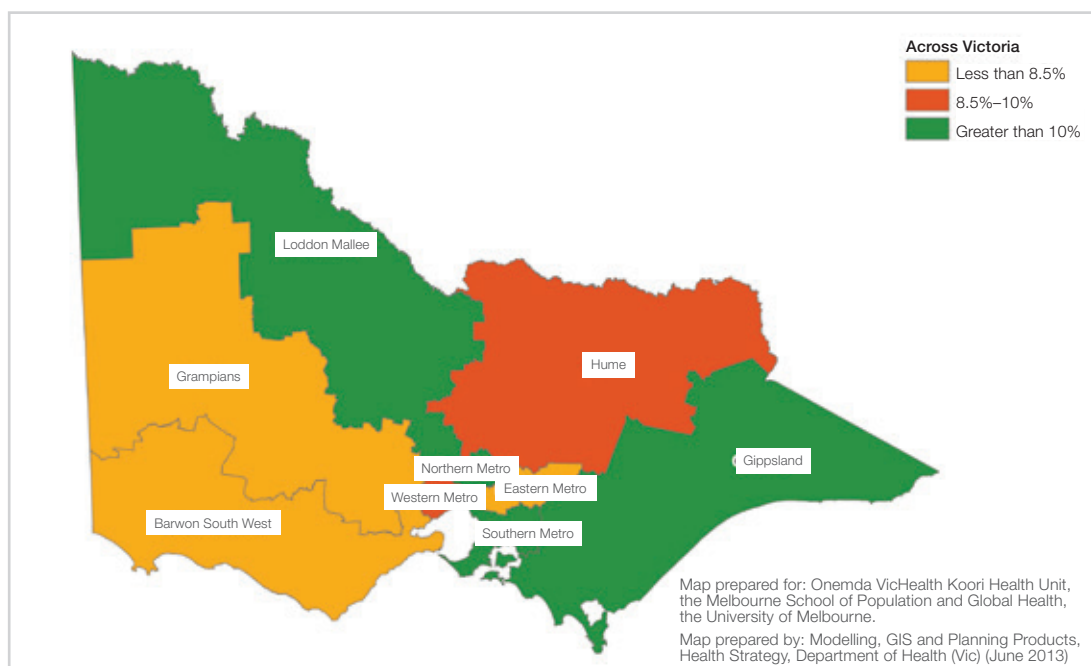 Across Victoria
Less than 8.5%
8.5%–10%
Greater than 10%
Loddon Mallee
Hume
Grampians
Gippsland
Northern Metro
Eastern Metro
Western Metro
Barwon South West
Southern Metro
Map prepared for: Onemda VicHealth Koori Health Unit,
the Melbourne School of Population and Global Health,
the University of Melbourne.
Map prepared by: Modelling, GIS and Planning Products,
Health Strategy, Department of Health (Vic) (June 2013)